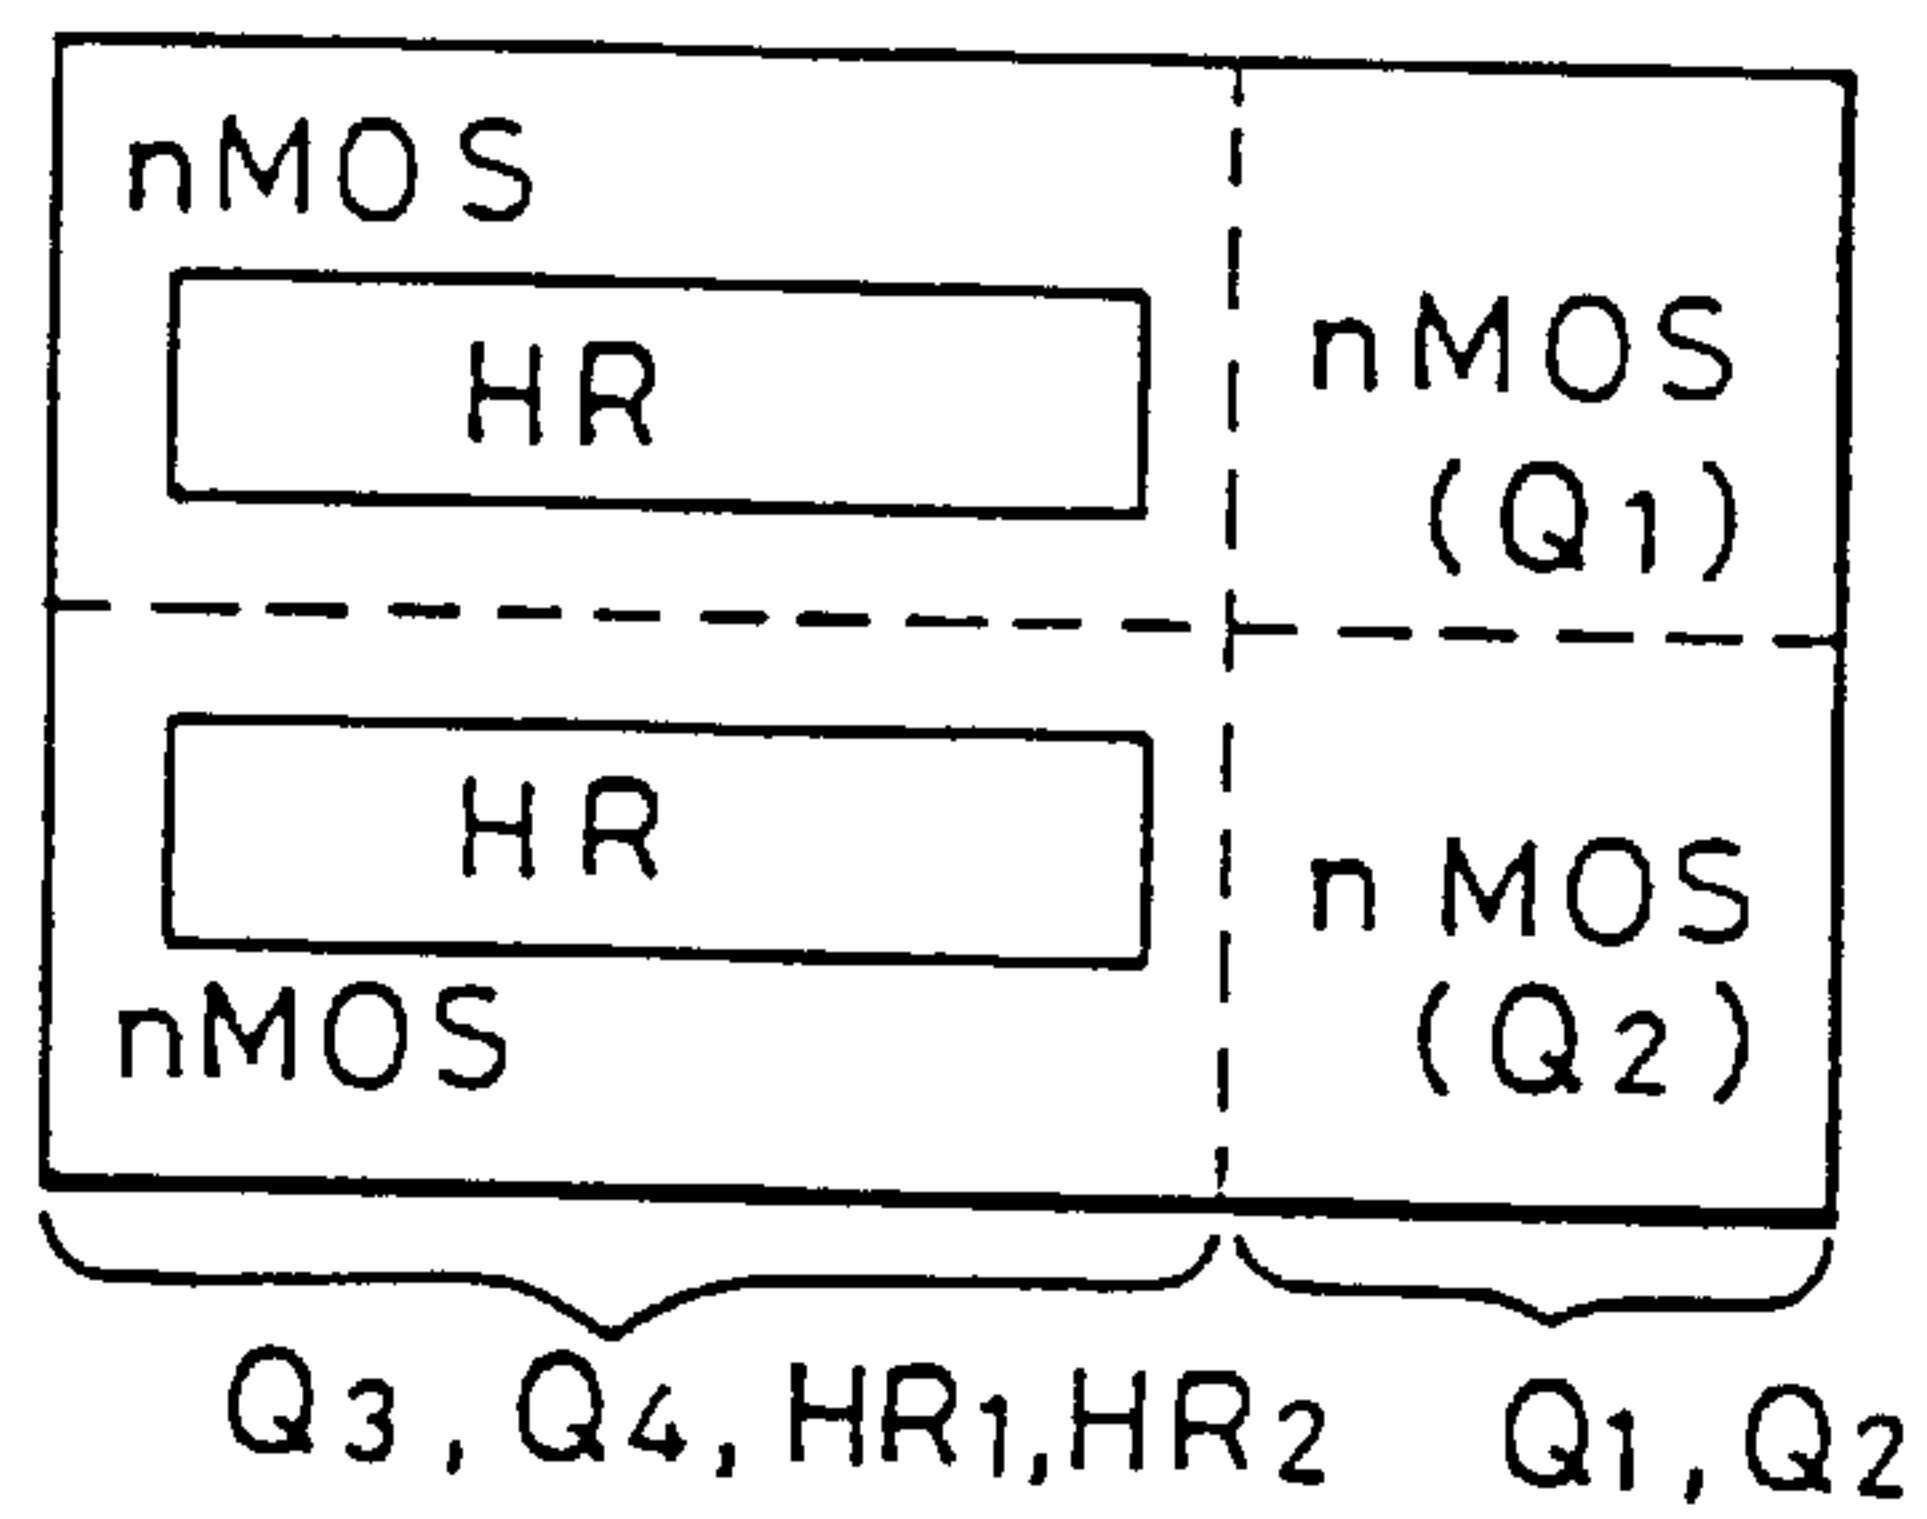 nMOS
HR
nMOS
(Q1)
HR
nMOS
(Q2)
nMOS
Q3, Q4, HR1, HR2
Q1, Q2